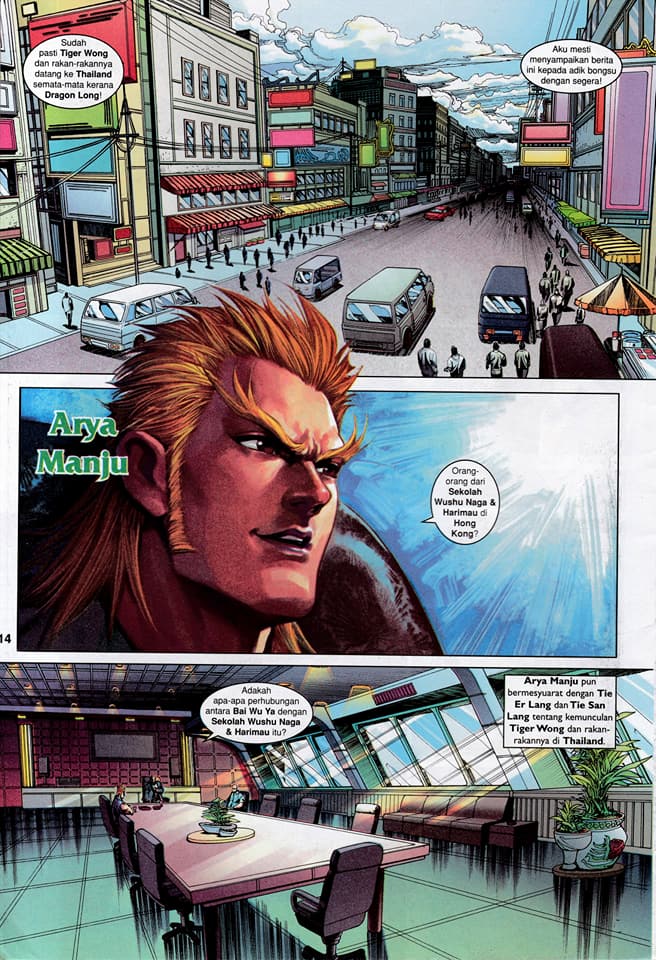 Sudah
pasti Tiger Wong
dan rakan-rakannya
datang ke Thailand
semata-mata kerana
Dragon Long!
Aku mesti
menyampaikan berita
ini kepada adik bongsu
dengan segera!
Arya
Manju
Orang-
orang dari
Sekolah
Wushu Naga &
Harimau di
Hong
Kong?
14
Adakah
apa-apa perhubungan
antara Bai Wu Ya dengan
Sekolah Wushu Naga
& Harimau itu?
Arya Manju pun
bermesyuarat dengan Tie
Er Lang dan Tie San
Lang tentang kemunculan
Tiger Wong dan rakan-
rakannya di Thailand.